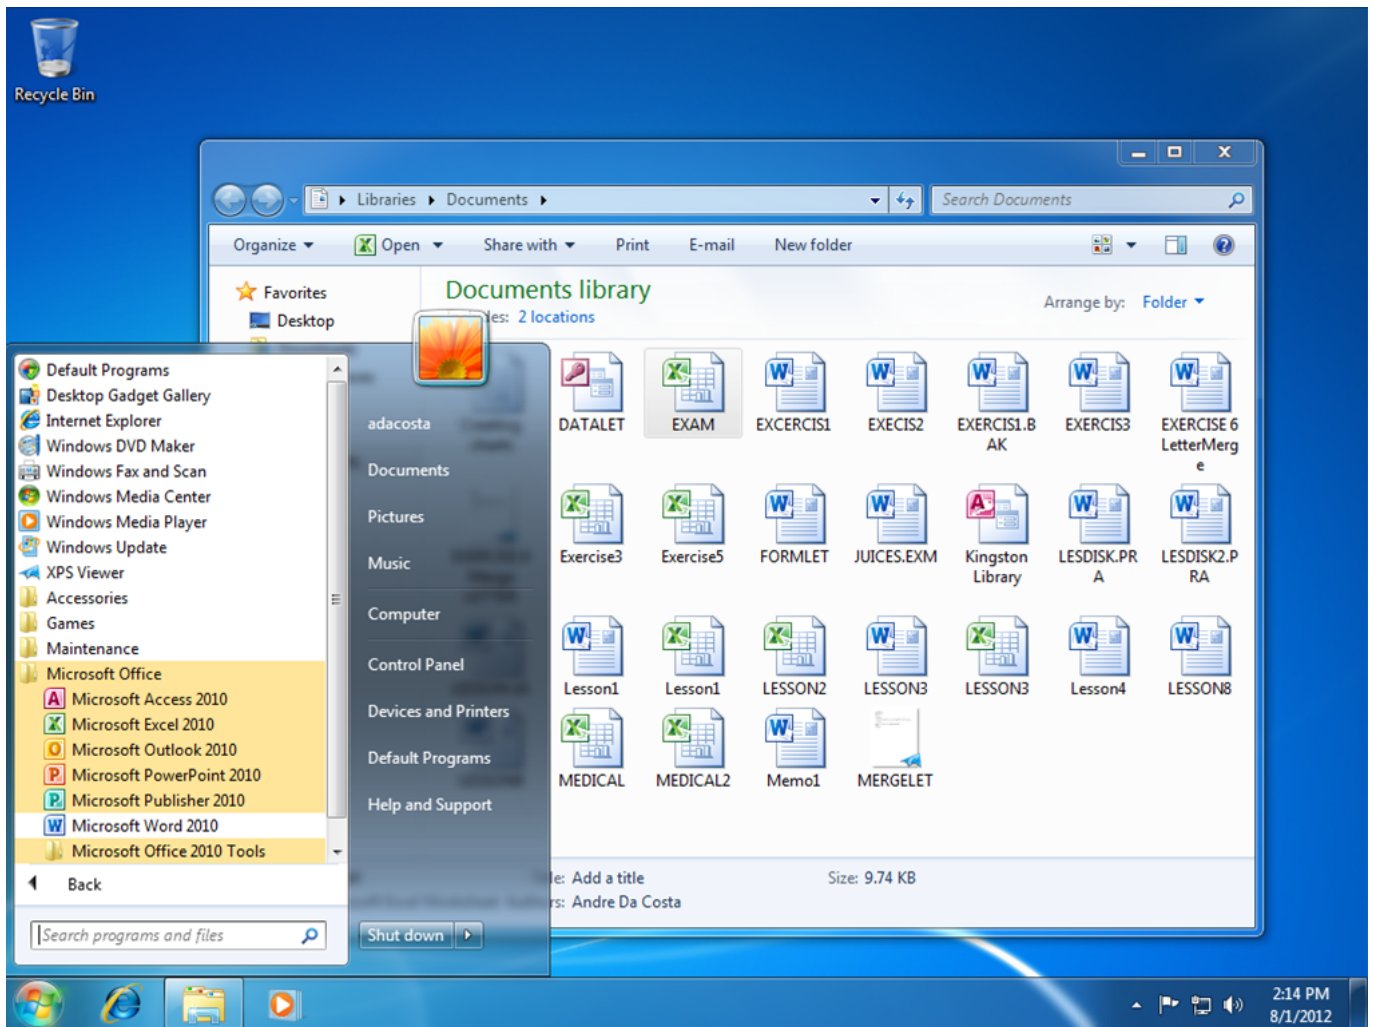 Recycle Bin
Libraries
Documents
Search Documents
Organize
Open
Share with
Print
E-mail
New folder
Favorites
Desktop
Documents library
2 locations
Arrange by:
Folder
DATALET
EXAM
EXCERCIS1
EXECIS2
EXERCIS1.B
AK
EXERCIS3
EXERCISE 6
LetterMerg
e
Exercise3
Exercise5
FORMLET
JUICES.EXM
Kingston
Library
LESDISK.PR
A
LESDISK2.P
RA
Lesson1
Lesson1
LESSON2
LESSON3
LESSON3
Lesson4
LESSON8
MEDICAL
MEDICAL2
Memo1
MERGELET
Add a title
Size: 9.74 KB
Andre Da Costa
Default Programs
Desktop Gadget Gallery
Internet Explorer
Windows DVD Maker
Windows Fax and Scan
Windows Media Center
Windows Media Player
Windows Update
XPS Viewer
Accessories
Games
Maintenance
Microsoft Office
Microsoft Access 2010
Microsoft Excel 2010
Microsoft Outlook 2010
Microsoft PowerPoint 2010
Microsoft Publisher 2010
Microsoft Word 2010
Microsoft Office 2010 Tools
Back
Search programs and files
adacosta
Documents
Pictures
Music
Computer
Control Panel
Devices and Printers
Default Programs
Help and Support
Shut down
2:14 PM
8/1/2012